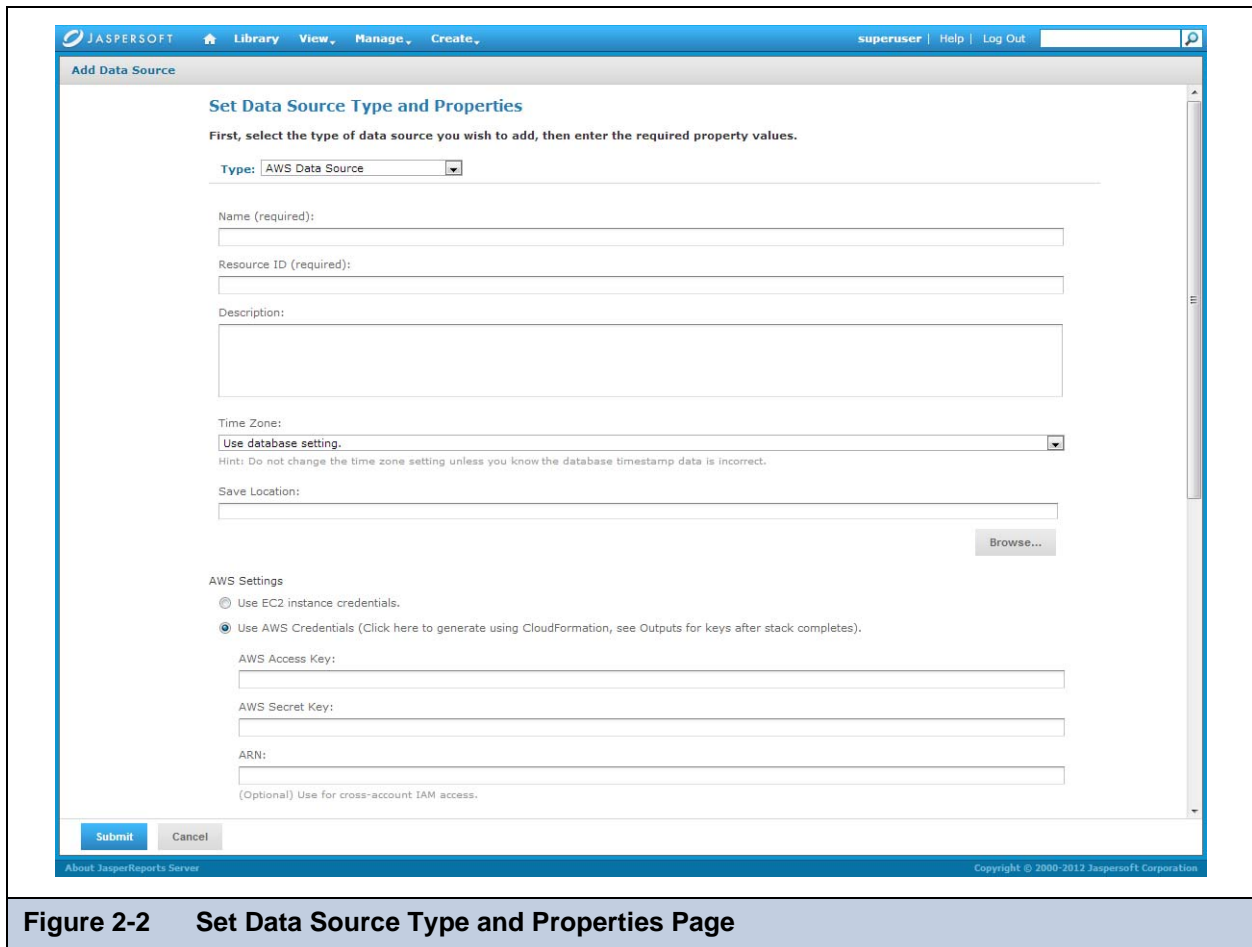 JASPERSOFT Library View Manage Create superuser | Help | Log Out
Add Data Source
Set Data Source Type and Properties
First, select the type of data source you wish to add, then enter the required property values.
Type: AWS Data Source
Name (required):
Resource ID (required):
Description:
Time Zone:
Use database setting.
Hint: Do not change the time zone setting unless you know the database timestamp data is incorrect.
Save Location:
Browse...
AWS Settings
Use EC2 instance credentials.
Use AWS Credentials (Click here to generate using CloudFormation, see Outputs for keys after stack completes).
AWS Access Key:
AWS Secret Key:
ARN:
(Optional) Use for cross-account IAM access.
Submit Cancel
About JasperReports Server Copyright © 2000-2012 Jaspersoft Corporation
Figure 2-2 Set Data Source Type and Properties Page